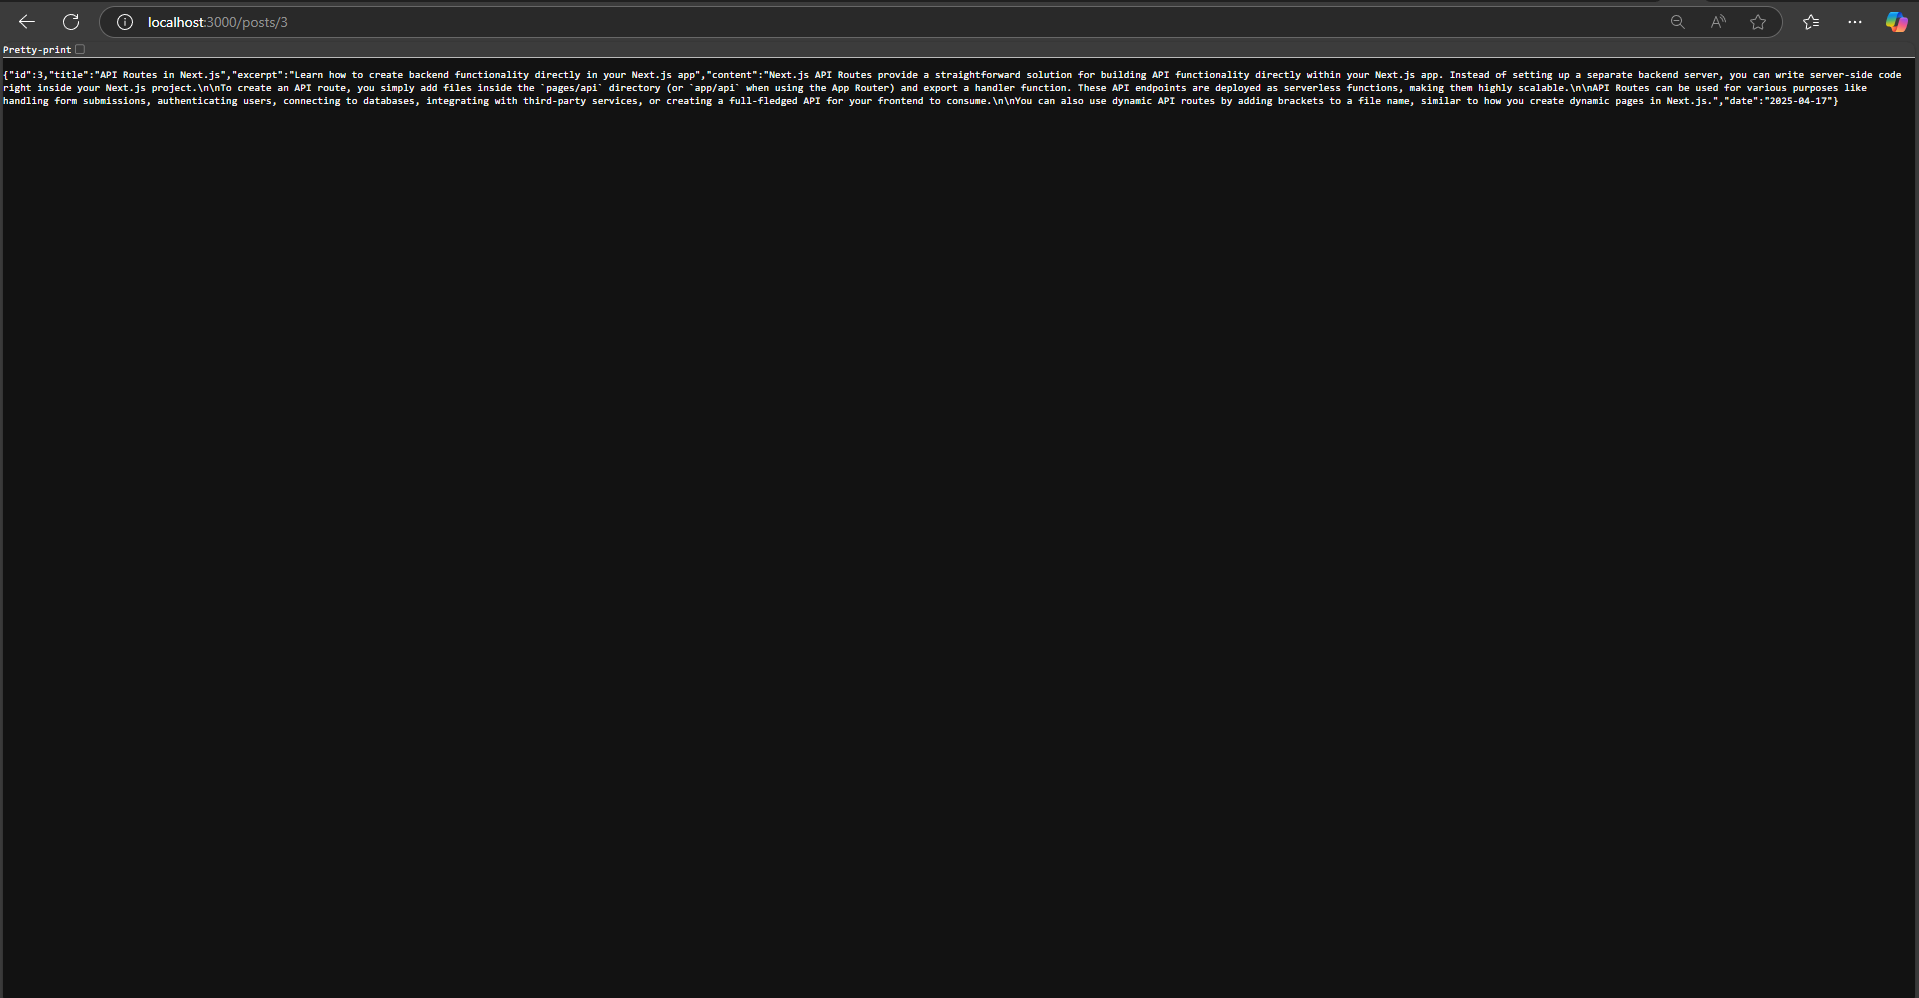 localhost:3000/posts/3
Pretty-print
{"id":3,"title":"API Routes in Next.js","excerpt":"Learn how to create backend functionality directly in your Next.js app","content":"Next.js API Routes provide a straightforward solution for building API functionality directly within your Next.js app. Instead of setting up a separate backend server, you can write server-side code
right inside your Next.js project.\n\nTo create an API route, you simply add files inside the `pages/api` directory (or `app/api` when using the App Router) and export a handler function. These API endpoints are deployed as serverless functions, making them highly scalable.\n\nAPI Routes can be used for various purposes like
handling form submissions, authenticating users, connecting to databases, integrating with third-party services, or creating a full-fledged API for your frontend to consume.\n\nYou can also use dynamic API routes by adding brackets to a file name, similar to how you create dynamic pages in Next.js.","date":"2025-04-17"}